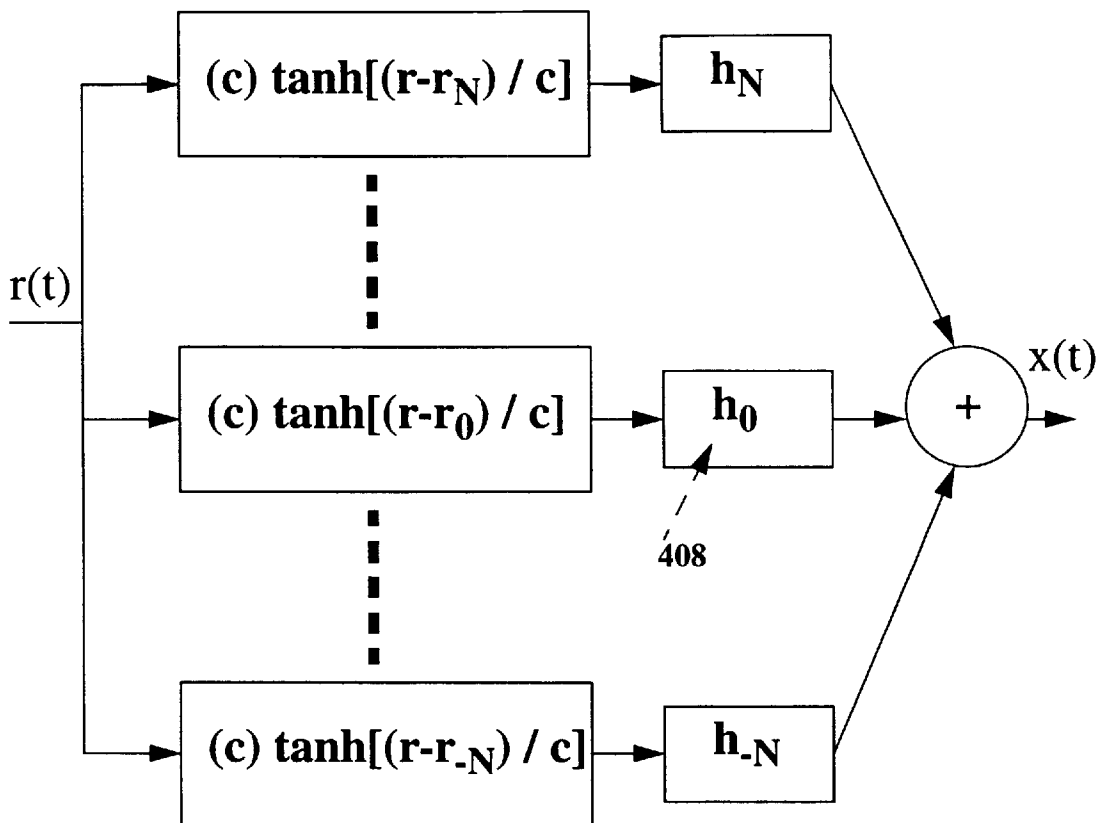 (c) tanh[(r-r_N) / c]
h_N
r(t)
(c) tanh[(r-r_0) / c]
h_0
+
x(t)
408
(c) tanh[(r-r_-N) / c]
h_-N